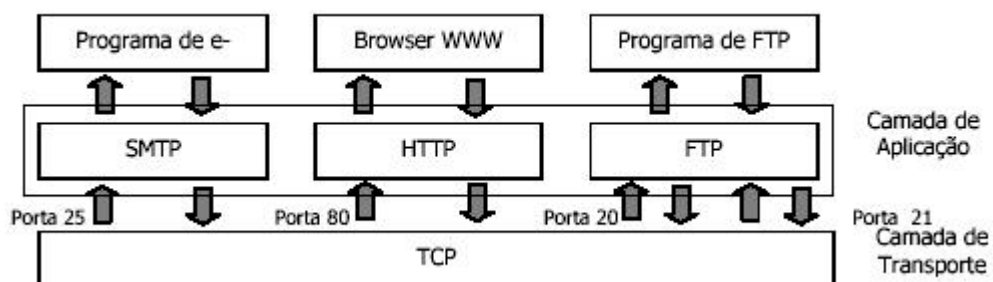 Programa de e-
Browser WWW
Programa de FTP
SMTP
HTTP
FTP
Camada de
Aplicação
Porta 25
Porta 80
Porta 20
Porta 21
TCP
Camada de
Transporte